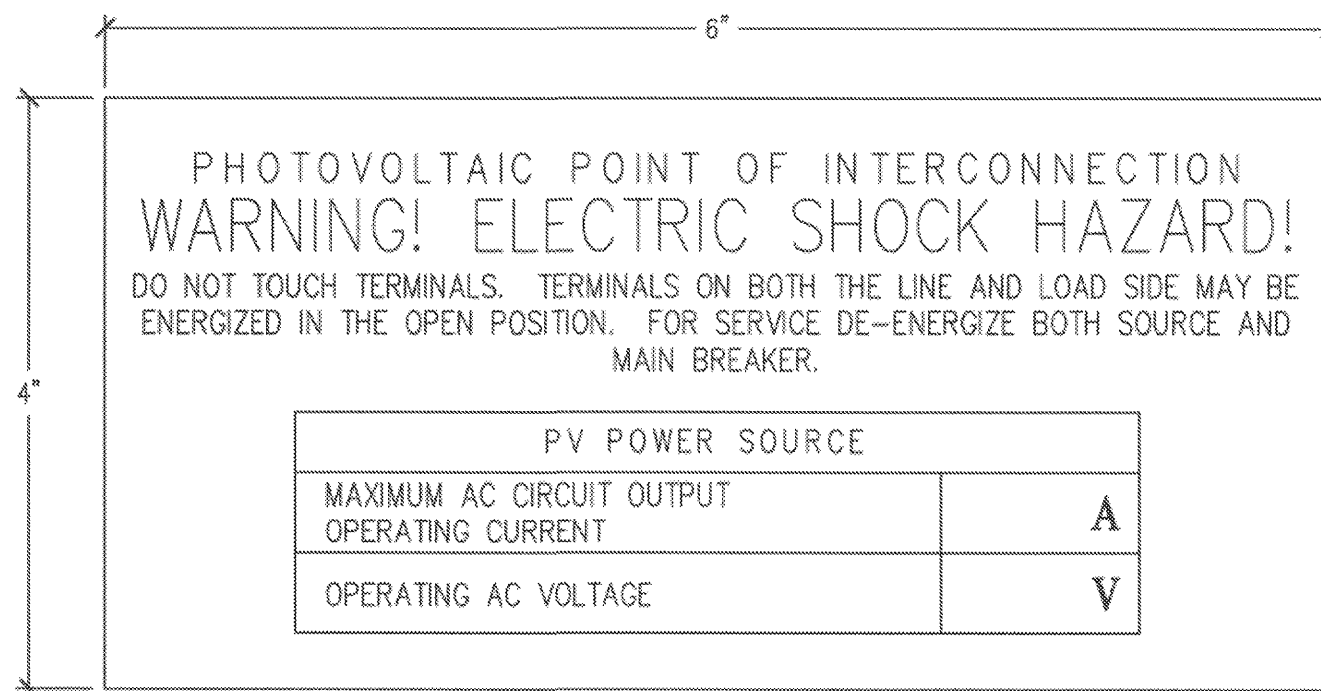 6"
PHOTOVOLTAIC POINT OF INTERCONNECTION
WARNING! ELECTRIC SHOCK HAZARD!
DO NOT TOUCH TERMINALS. TERMINALS ON BOTH THE LINE AND LOAD SIDE MAY BE
ENERGIZED IN THE OPEN POSITION. FOR SERVICE DE-ENERGIZE BOTH SOURCE AND
MAIN BREAKER.
4"
PV POWER SOURCE
MAXIMUM AC CIRCUIT OUTPUT
OPERATING CURRENT
A
OPERATING AC VOLTAGE
V